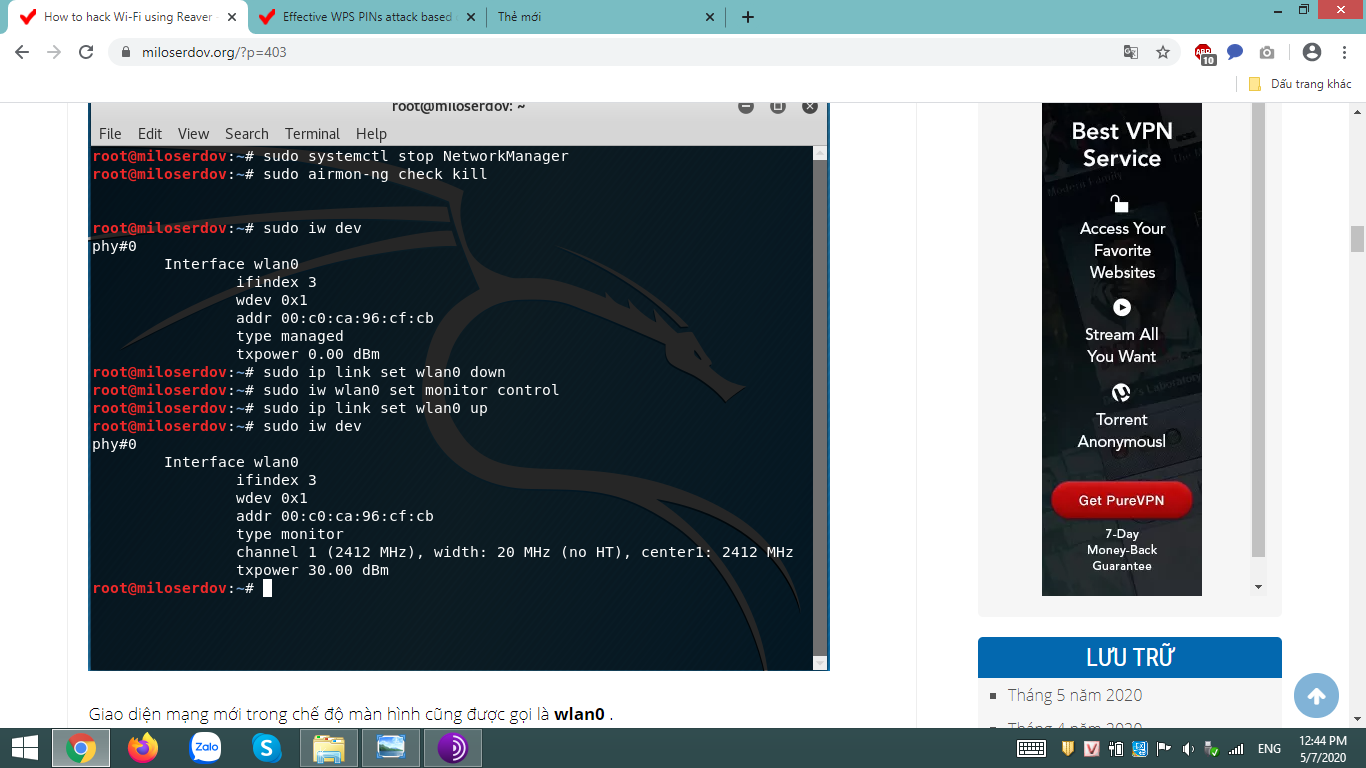 How to hack Wi-Fi using Reaver
Effective WPS PINs attack based
Thẻ mới
miloserdov.org/?p=403
ABP
10
Dấu trang khác
root@miloserdov: ~
File Edit View Search Terminal Help
root@miloserdov:~# sudo systemctl stop NetworkManager
root@miloserdov:~# sudo airmon-ng check kill
root@miloserdov:~# sudo iw dev
phy#0
Interface wlan0
ifindex 3
wdev 0x1
addr 00:c0:ca:96:cf:cb
type managed
txpower 0.00 dBm
root@miloserdov:~# sudo ip link set wlan0 down
root@miloserdov:~# sudo iw wlan0 set monitor control
root@miloserdov:~# sudo ip link set wlan0 up
root@miloserdov:~# sudo iw dev
phy#0
Interface wlan0
ifindex 3
wdev 0x1
addr 00:c0:ca:96:cf:cb
type monitor
channel 1 (2412 MHz), width: 20 MHz (no HT), center1: 2412 MHz
txpower 30.00 dBm
root@miloserdov:~#
Giao diện mạng mới trong chế độ màn hình cũng được gọi là wlan0 .
Best VPN
Service
Access Your
Favorite
Websites
Stream All
You Want
Torrent
Anonymousl
Get PureVPN
7-Day
Money-Back
Guarantee
LƯU TRỮ
Tháng 5 năm 2020
Tháng 4 năm 2020
Zalo
ENG
12:44 PM
5/7/2020